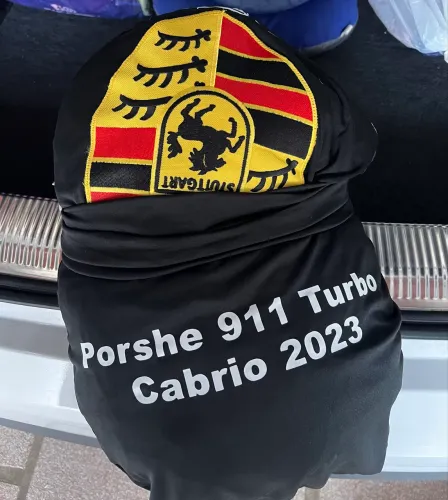 STUTTGART
Porshe 911 Turbo
Cabrio 2023